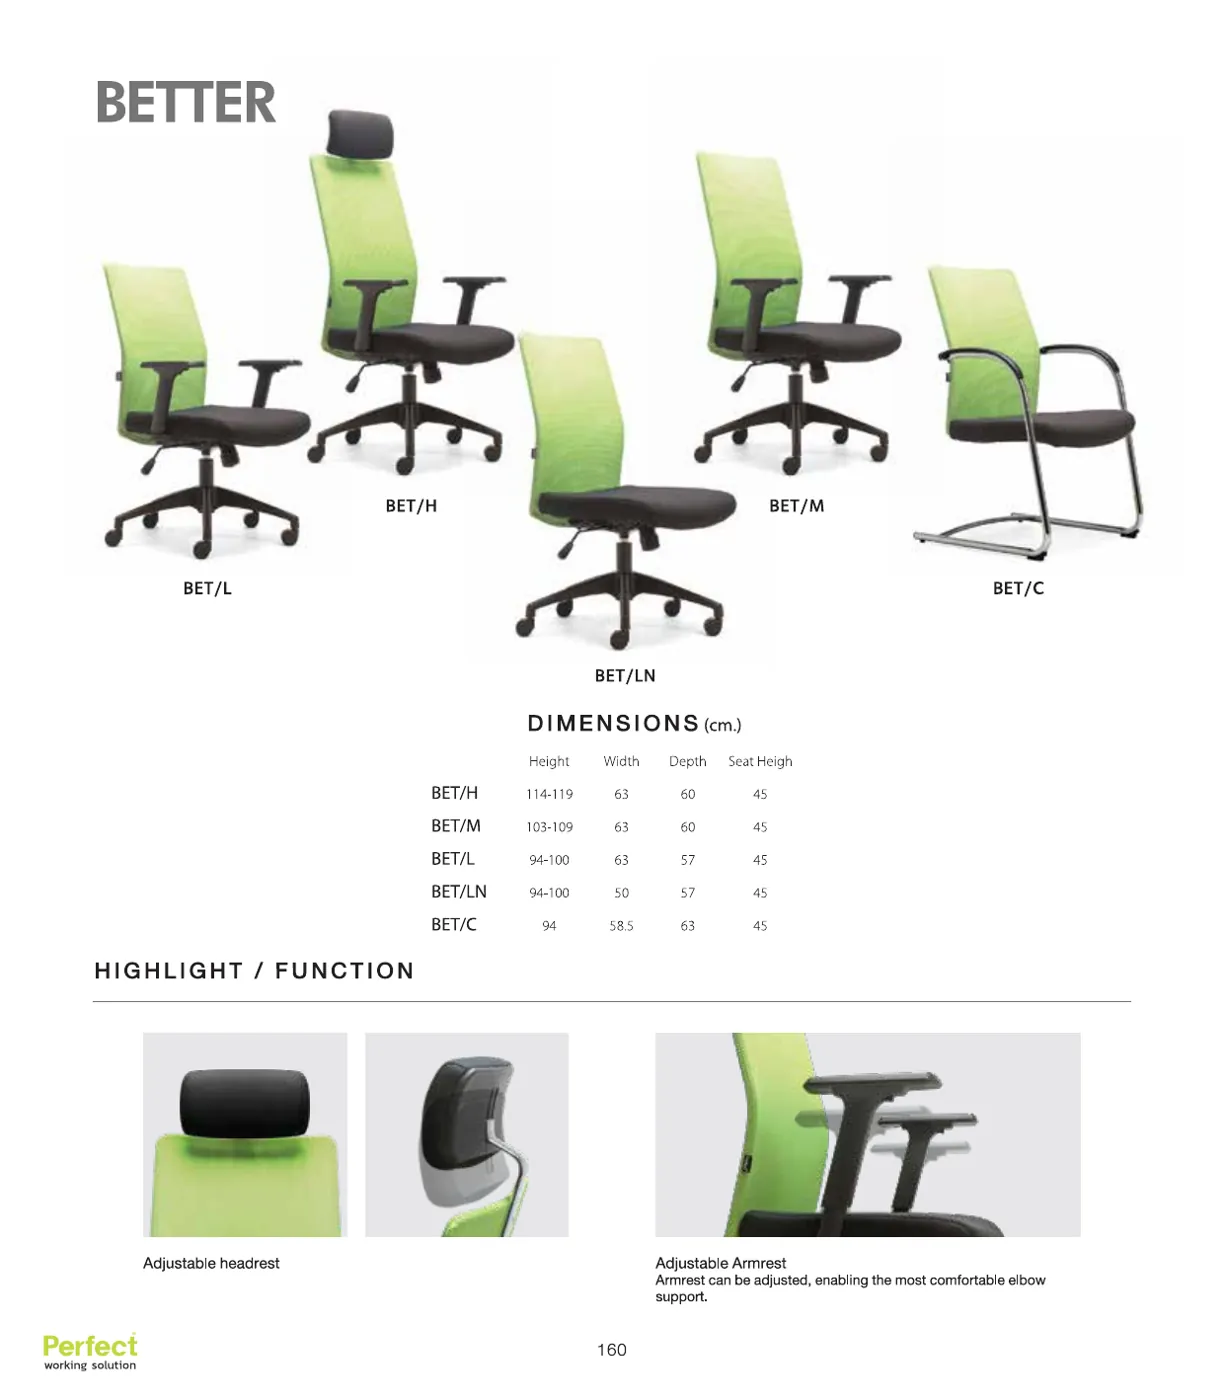 BETTER
BET/H
BET/M
BET/L
BET/C
BET/LN
DIMENSIONS (cm.)
Height Width Depth Seat Heigh
BET/H 114-119 63 60 45
BET/M 103-109 63 60 45
BET/L 94-100 63 57 45
BET/LN 94-100 50 57 45
BET/C 94 58.5 63 45
HIGHLIGHT / FUNCTION
Adjustable headrest
Adjustable Armrest
Armrest can be adjusted, enabling the most comfortable elbow
support.
Perfect
working solution
160